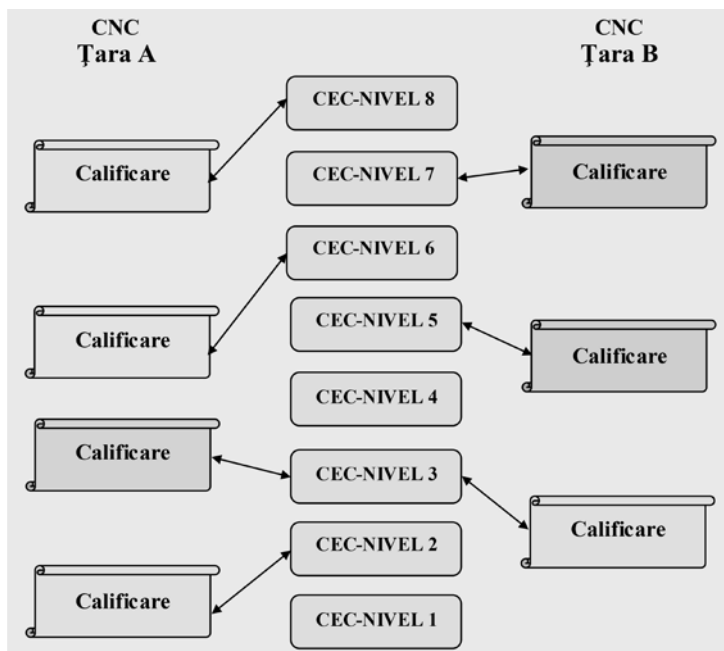 CNC
Ţara A
CNC
Ţara B
CEC-NIVEL 8
Calificare
CEC-NIVEL 7
Calificare
CEC-NIVEL 6
Calificare
CEC-NIVEL 5
Calificare
CEC-NIVEL 4
Calificare
CEC-NIVEL 3
Calificare
CEC-NIVEL 2
Calificare
CEC-NIVEL 1